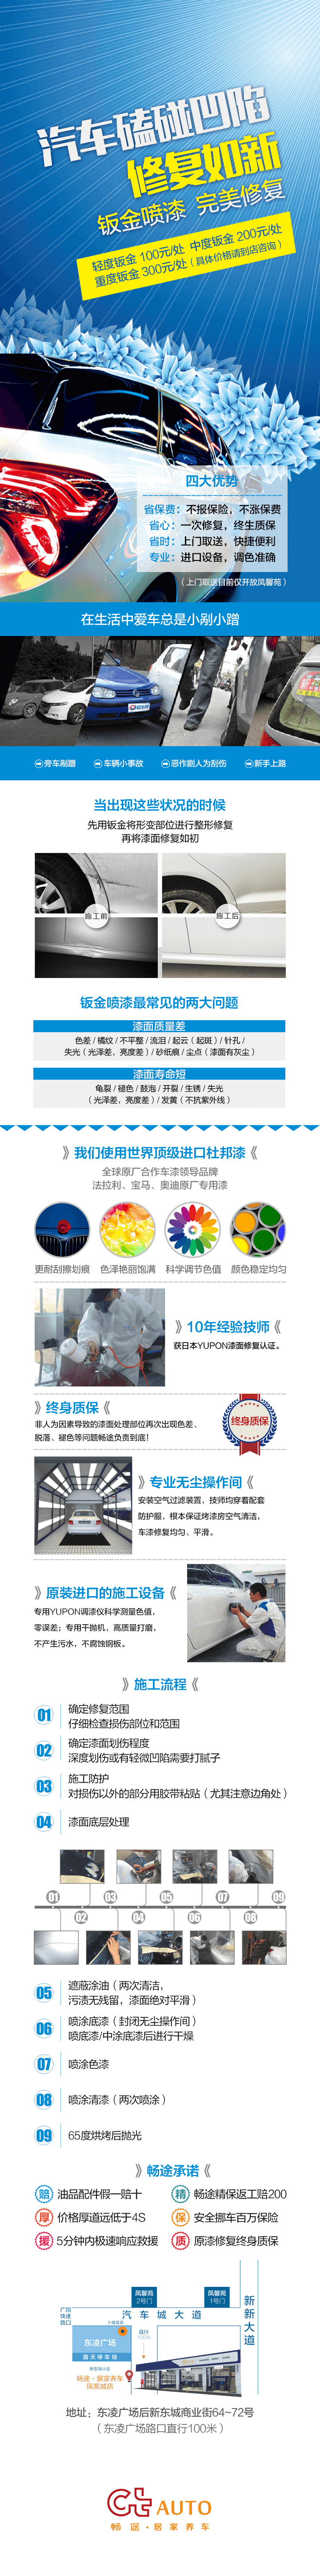 汽车磕碰凹陷
修复如新
钣金喷漆 完美修复
轻度钣金 100元/处 中度钣金 200元/处
重度钣金 300元/处（具体价格请到店咨询）
四大优势
省保费：不报保险，不涨保费
省心：一次修复，终生质保
省时：上门取送，快捷便利
专业：进口设备，调色准确
（上门取送目前仅开放凤馨苑）
在生活中爱车总是小剐小蹭
旁车剐蹭 车辆小事故 恶作剧人为刮伤 新手上路
当出现这些状况的时候
先用钣金将形变部位进行整形修复
再将漆面修复如初
施工前 施工后
钣金喷漆最常见的两大问题
漆面质量差
色差 / 橘纹 / 不平整 / 流泪 / 起云（起斑）/ 针孔 /
失光（光泽差，亮度差）/ 砂纸痕 / 尘点（漆面有灰尘）
漆面寿命短
龟裂 / 褪色 / 鼓泡 / 开裂 / 生锈 / 失光
（光泽差，亮度差）/ 发黄（不抗紫外线）
》我们使用世界顶级进口杜邦漆《
全球原厂合作车漆领导品牌
法拉利、宝马、奥迪原厂专用漆
更耐刮擦划痕 色泽艳丽饱满 科学调节色值 颜色稳定均匀
》10年经验技师《
获日本YUPON漆面修复认证。
》终身质保《
非人为因素导致的漆面处理部位再次出现色差、
脱落、褪色等问题畅途负责到底！
终身质保
》专业无尘操作间《
安装空气过滤装置，技师均穿着配套
防护服，根本保证烤漆房空气清洁，
车漆修复均匀、平滑。
》原装进口的施工设备《
专用YUPON调漆仪科学测量色值，
零误差；专用干抛机，高质量打磨，
不产生污水，不腐蚀钢板。
》施工流程《
01 确定修复范围
仔细检查损伤部位和范围
02 确定漆面划伤程度
深度划伤或有轻微凹陷需要打腻子
03 施工防护
对损伤以外的部分用胶带粘贴（尤其注意边角处）
04 漆面底层处理
01 03 05 07 09
02 04 06 08
05 遮蔽涂油（两次清洁，
污渍无残留，漆面绝对平滑）
06 喷涂底漆（封闭无尘操作间）
喷底漆/中涂底漆后进行干燥
07 喷涂色漆
08 喷涂清漆（两次喷涂）
09 65度烘烤后抛光
》畅途承诺《
赔 油品配件假一赔十 精 畅途精保返工赔200
厚 价格厚道远低于4S 保 安全挪车百万保险
援 5分钟内极速响应救援 质 原漆修复终身质保
凤馨苑
2号门
凤馨苑
1号门
广园
快速
路口
汽车城大道
新新大道
东凌广场
露天停车场
直行
100米
新东城小区
畅途·居家养车
凤凰城店
地址：东凌广场后新东城商业街64~72号
（东凌广场路口直行100米）
Ct AUTO
畅途·居家养车